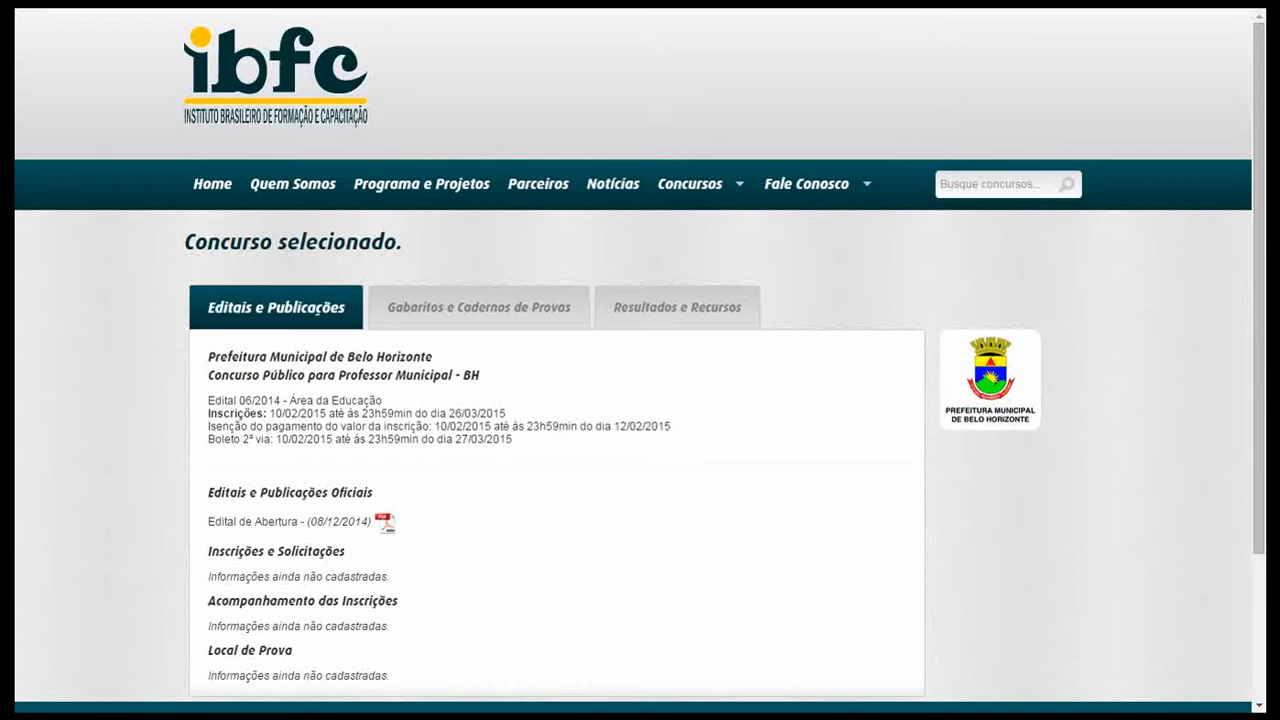 ibfc
INSTITUTO BRASILEIRO DE FORMAÇÃO E CAPACITAÇÃO
Home Quem Somos Programa e Projetos Parceiros Notícias Concursos Fale Conosco Busque concursos...
Concurso selecionado.
Editais e Publicações Gabaritos e Cadernos de Provas Resultados e Recursos
Prefeitura Municipal de Belo Horizonte
Concurso Público para Professor Municipal - BH
Edital 06/2014 - Área da Educação
Inscrições: 10/02/2015 até ás 23h59min do dia 26/03/2015
Isenção do pagamento do valor da inscrição: 10/02/2015 até ás 23h59min do dia 12/02/2015
Boleto 2ª via: 10/02/2015 até ás 23h59min do dia 27/03/2015
PREFEITURA MUNICIPAL
DE BELO HORIZONTE
Editais e Publicações Oficiais
Edital de Abertura - (08/12/2014)
Inscrições e Solicitações
Informações ainda não cadastradas.
Acompanhamento das Inscrições
Informações ainda não cadastradas.
Local de Prova
Informações ainda não cadastradas.